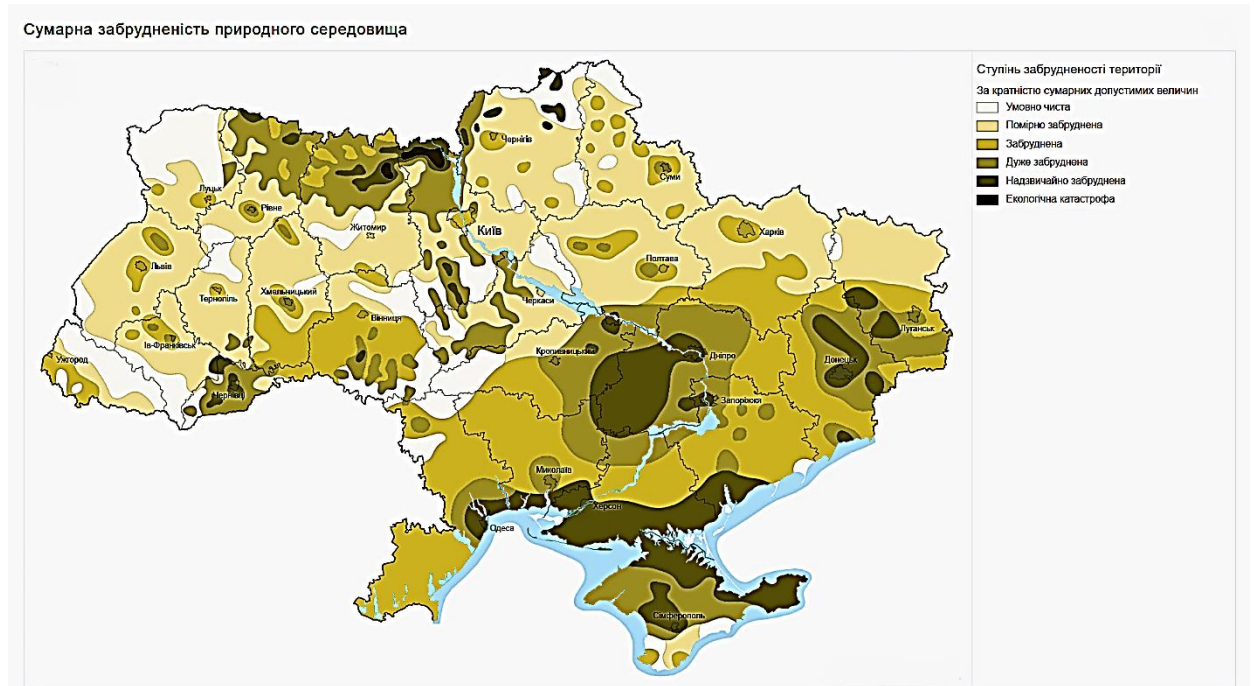 Сумарна забрудненість природного середовища
Ступінь забрудненості території
За кратністю сумарних допустимих величин
Умовно чиста
Помірно забруднена
Забруднена
Дуже забруднена
Надзвичайно забруднена
Екологічна катастрофа
Чернігів
Суми
Луцьк
Рівне
Житомир
Київ
Харків
Полтава
Львів
Тернопіль
Хмельницький
Черкаси
Вінниця
Луганськ
Ів-Франківськ
Ужгород
Кропивницький
Дніпро
Донецьк
Чернівці
Запоріжжя
Миколаїв
Херсон
Одеса
Сімферополь